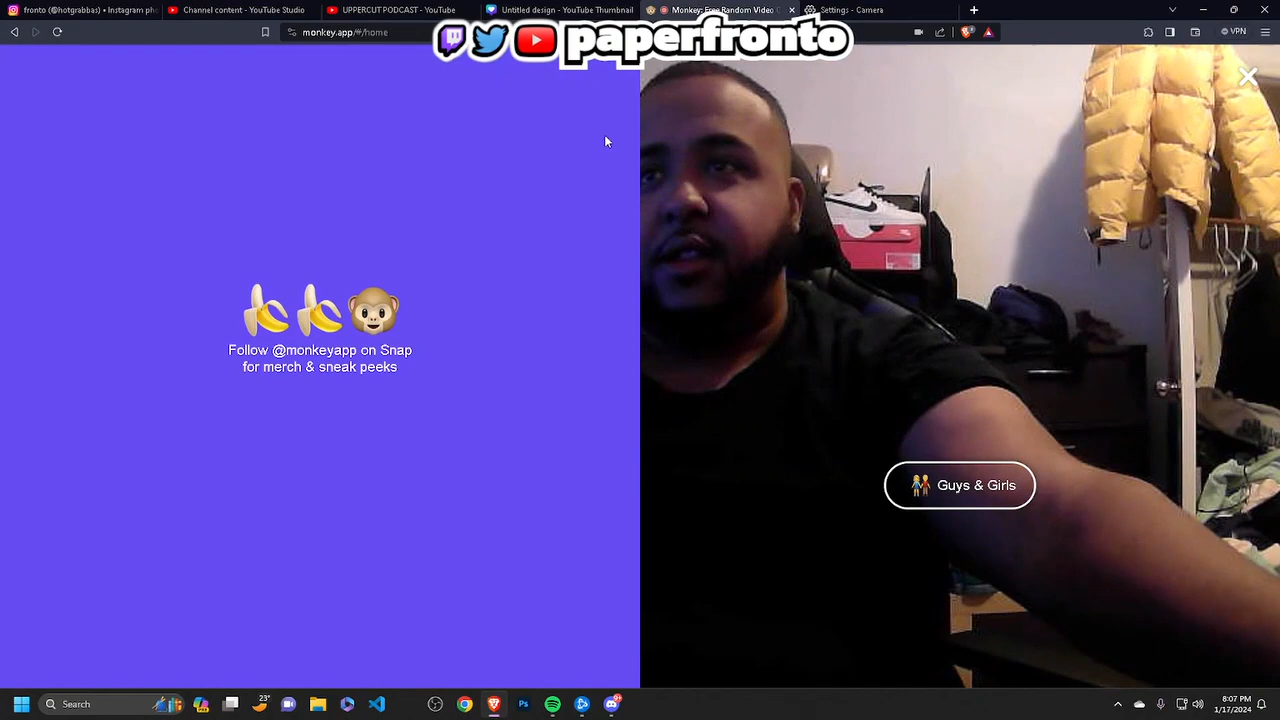 fronto (@hotgrabbas) • Instagram pho
Channel content - YouTube Studio
UPPERCUT PODCAST - YouTube
Untitled design - YouTube Thumbnail
Monkey: Free Random Video C
Settings - Camera
monkey.app/#/home
VPN
paperfronto
Follow @monkeyapp on Snap
for merch & sneak peeks
Guys & Girls
Search
23°
8:07 PM
1/17/2024